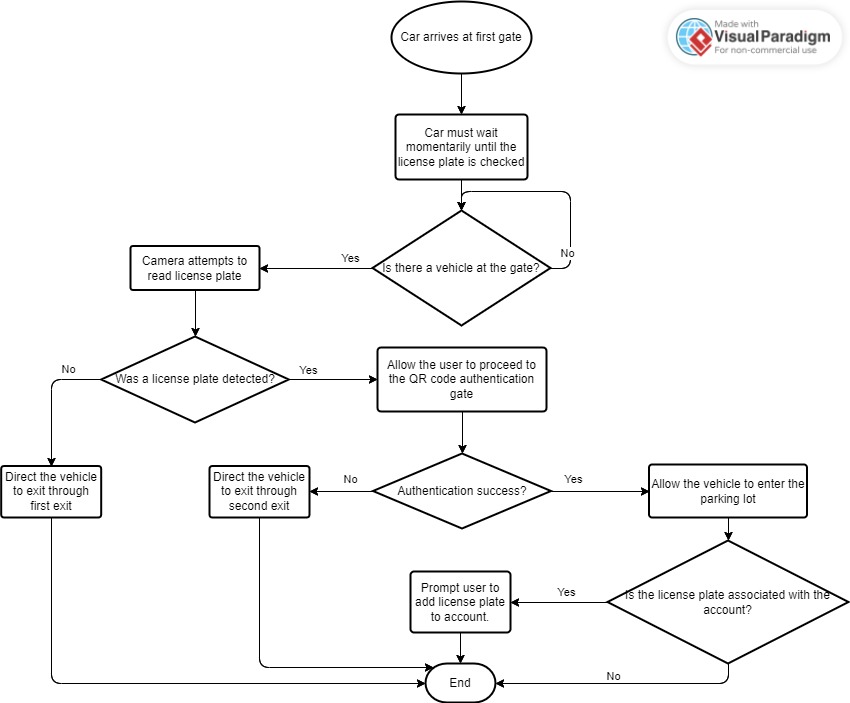 Made with
Visual Paradigm
For non-commercial use
Car arrives at first gate
Car must wait
momentarily until the
license plate is checked
No
Is there a vehicle at the gate?
Yes
Camera attempts to
read license plate
Was a license plate detected?
No
Yes
Allow the user to proceed to
the QR code authentication
gate
Direct the vehicle
to exit through
first exit
Direct the vehicle
to exit through
second exit
No
Authentication success?
Yes
Allow the vehicle to enter the
parking lot
Is the license plate associated with the
account?
Yes
Prompt user to
add license plate
to account.
No
End